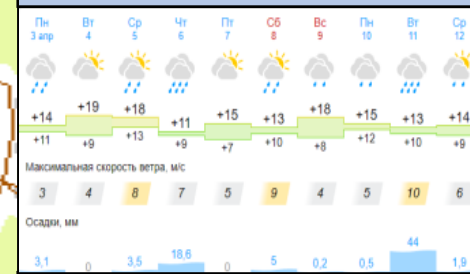 Пн Вт Ср Чт Пт Сб Вс Пн Вт Ср
3 апр 4 5 6 7 8 9 10 11 12
+14 +19 +18 +11 +15 +13 +18 +15 +13 +14
+11 +9 +13 +9 +7 +10 +8 +12 +10 +9
Максимальная скорость ветра, м/с
3 4 8 7 5 9 4 5 10 6
Осадки, мм
3,1 0 3,5 18,6 0 5 0,2 0,5 44 1,9